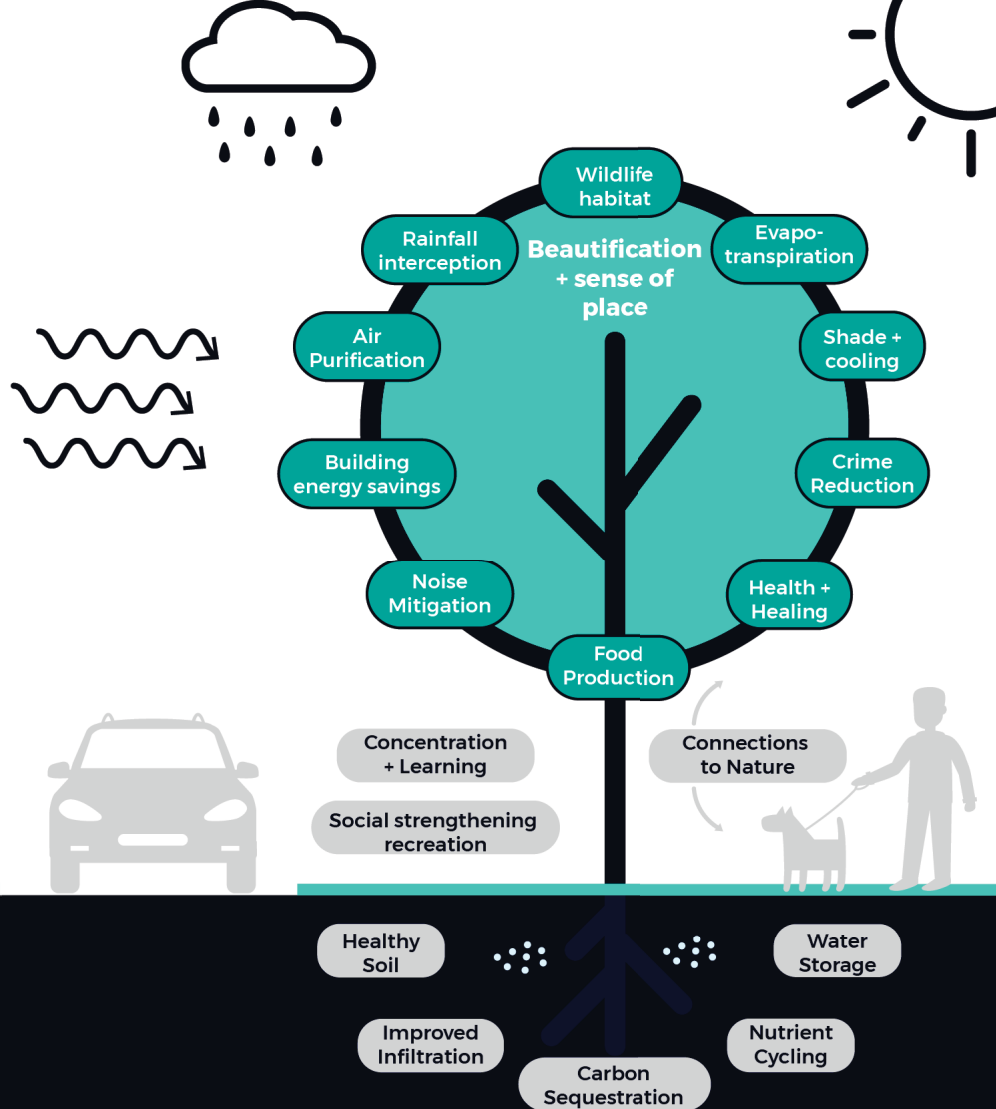 Wildlife
habitat
Rainfall
interception
Beautification
+ sense of
place
Evapo-
transpiration
Air
Purification
Shade +
cooling
Building
energy savings
Crime
Reduction
Noise
Mitigation
Health +
Healing
Food
Production
Concentration
+ Learning
Connections
to Nature
Social strengthening
recreation
Healthy
Soil
Water
Storage
Improved
Infiltration
Nutrient
Cycling
Carbon
Sequestration